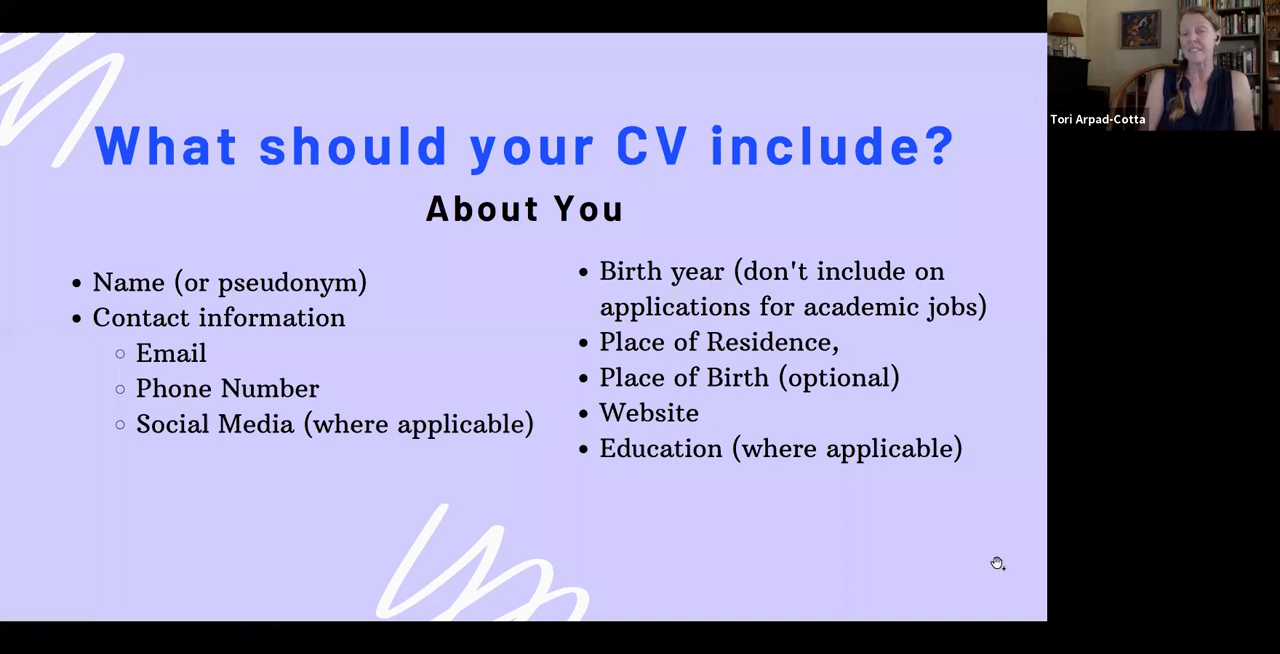 What should your CV include?
About You
• Name (or pseudonym)
• Contact information
○ Email
○ Phone Number
○ Social Media (where applicable)
• Birth year (don't include on
applications for academic jobs)
• Place of Residence,
• Place of Birth (optional)
• Website
• Education (where applicable)
Tori Arpad-Cotta